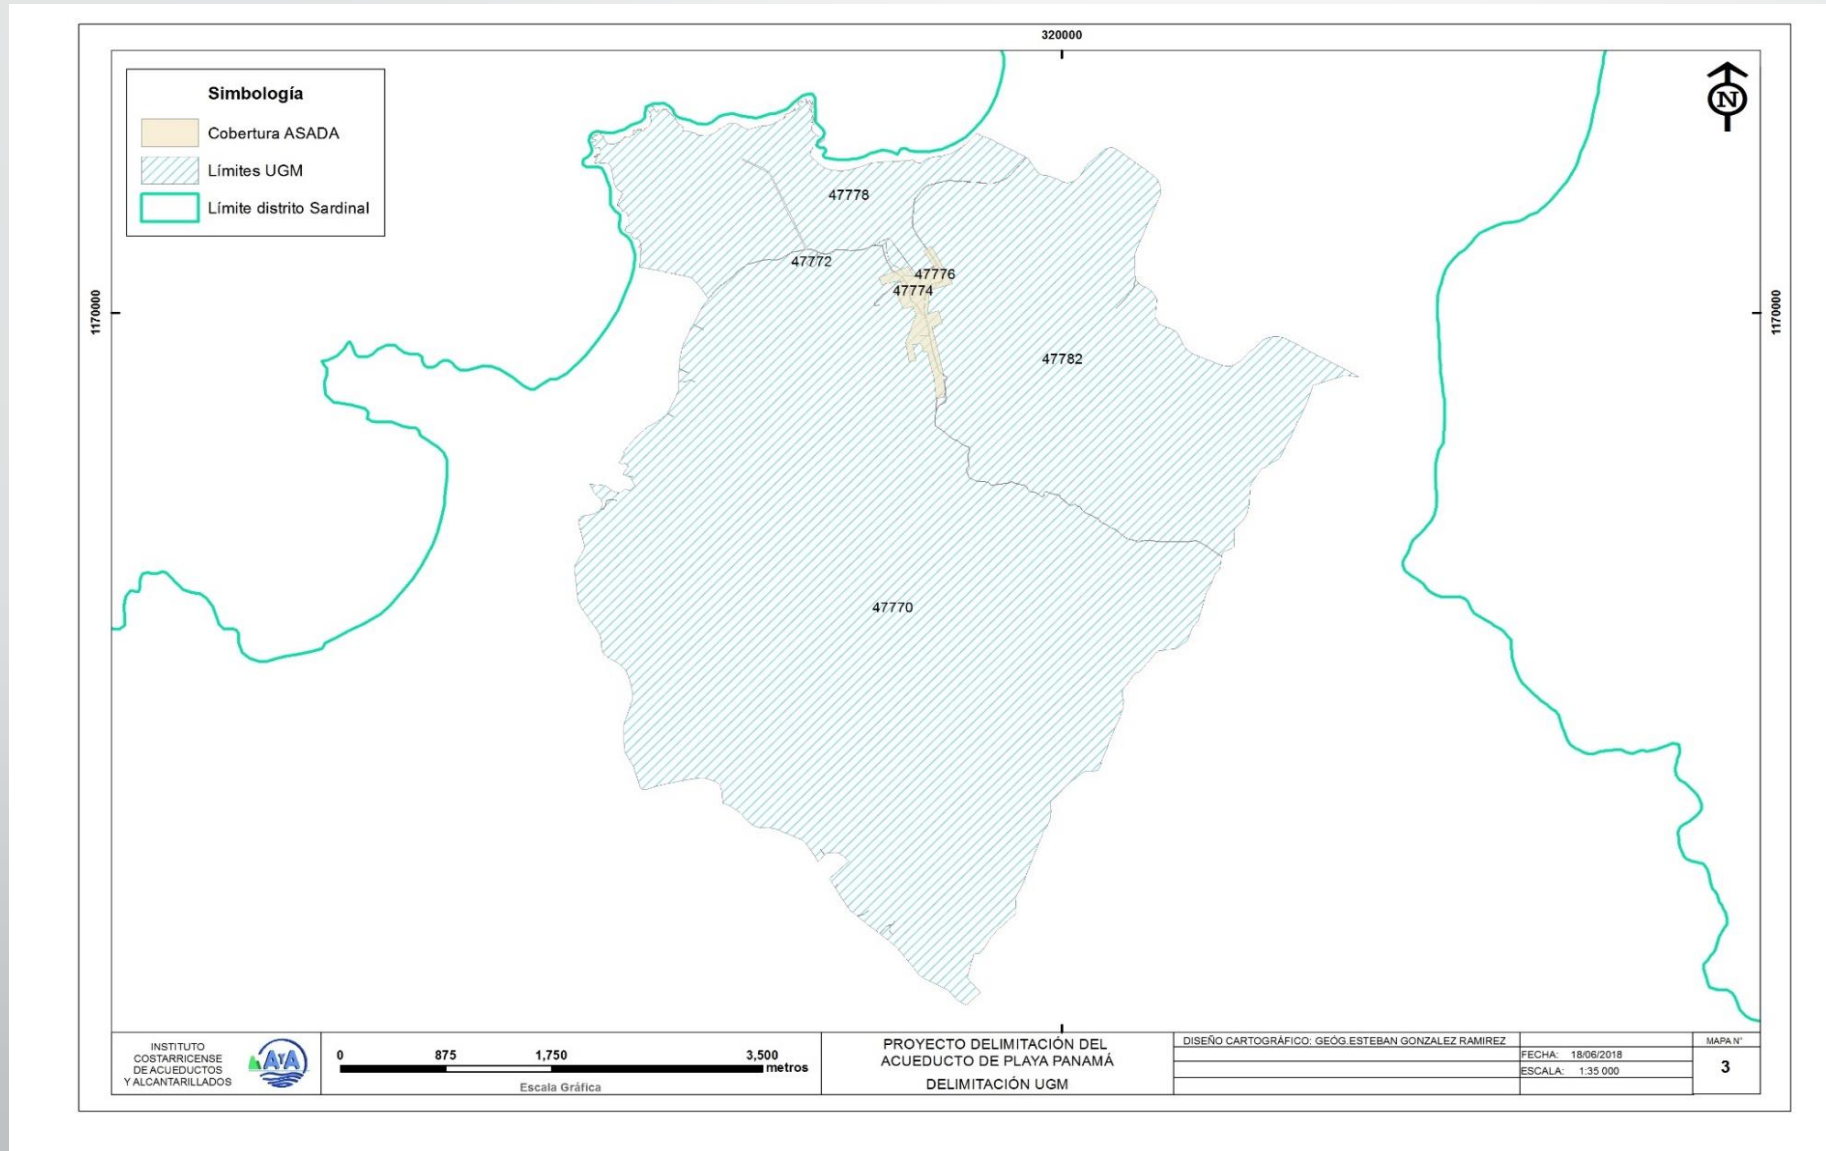 320000
Simbología
Cobertura ASADA
Límites UGM
Límite distrito Sardinal
N
47778
47772
47776
47774
1170000
1170000
47782
47770
INSTITUTO
COSTARRICENSE
DE ACUEDUCTOS
Y ALCANTARILLADOS
AyA
0 875 1,750 3,500
metros
Escala Gráfica
PROYECTO DELIMITACIÓN DEL
ACUEDUCTO DE PLAYA PANAMÁ
DELIMITACIÓN UGM
DISEÑO CARTOGRÁFICO: GEÓG.ESTEBAN GONZALEZ RAMIREZ
FECHA: 18/06/2018
ESCALA: 1:35 000
MAPA N°
3